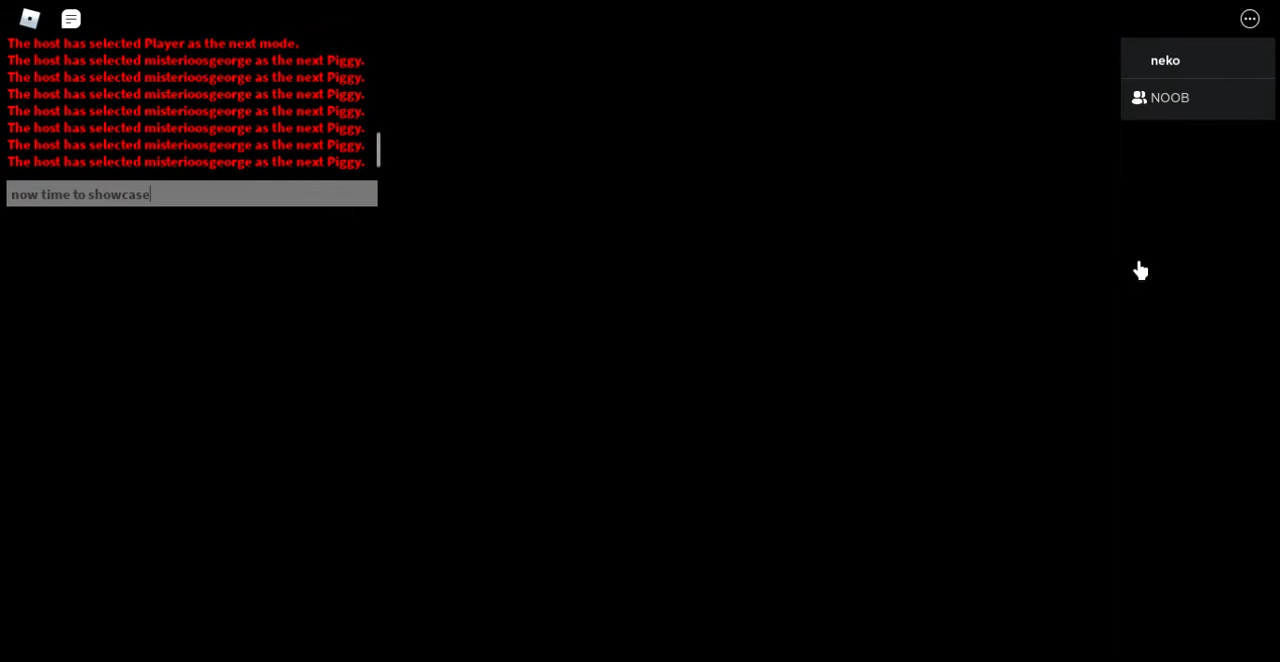 The host has selected Player as the next mode.
The host has selected misterioosgeorge as the next Piggy.
The host has selected misterioosgeorge as the next Piggy.
The host has selected misterioosgeorge as the next Piggy.
The host has selected misterioosgeorge as the next Piggy.
The host has selected misterioosgeorge as the next Piggy.
The host has selected misterioosgeorge as the next Piggy.
The host has selected misterioosgeorge as the next Piggy.
now time to showcase
neko
NOOB